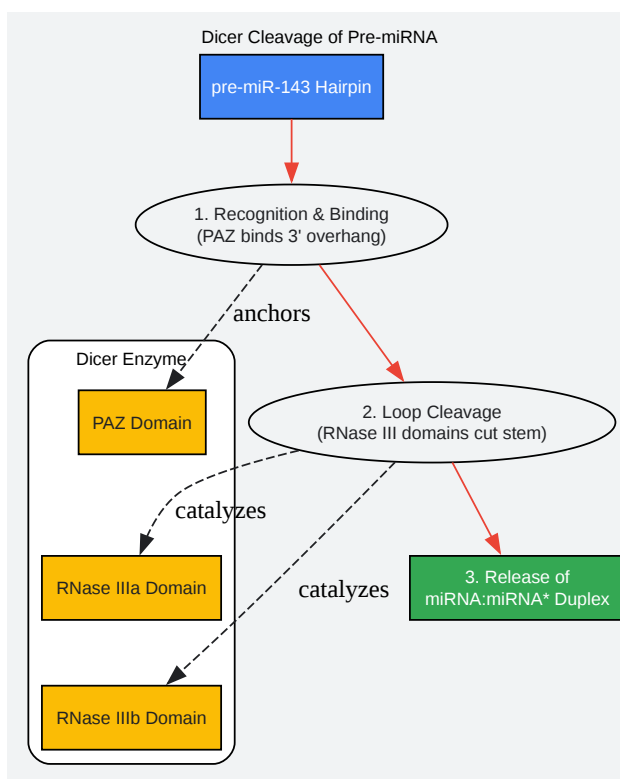 Dicer Cleavage of Pre-miRNA
pre-miR-143 Hairpin
1. Recognition & Binding
(PAZ binds 3' overhang)
anchors
Dicer Enzyme
PAZ Domain
2. Loop Cleavage
(RNase III domains cut stem)
catalyzes
RNase IIIa Domain
catalyzes
3. Release of
miRNA:miRNA* Duplex
RNase IIIb Domain